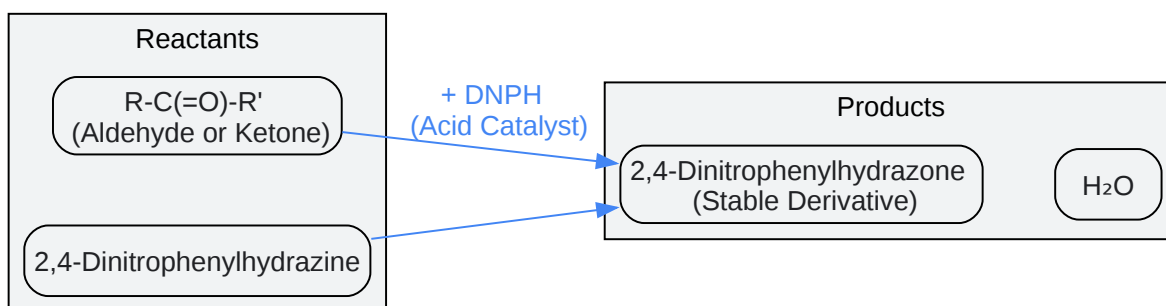 Reactants
R-C(=O)-R'
(Aldehyde or Ketone)
2,4-Dinitrophenylhydrazine
+ DNPH
(Acid Catalyst)
Products
2,4-Dinitrophenylhydrazone
(Stable Derivative)
H₂O